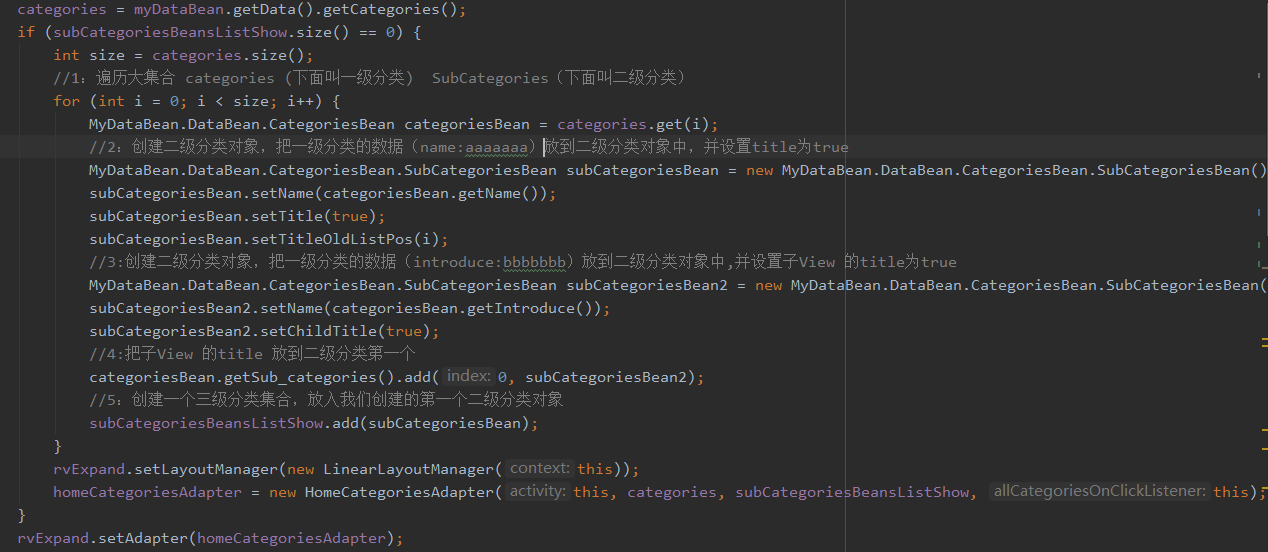 categories = myDataBean.getData().getCategories();
if (subCategoriesBeansListShow.size() == 0) {
int size = categories.size();
//1：遍历大集合 categories (下面叫一级分类)  SubCategories（下面叫二级分类）
for (int i = 0; i < size; i++) {
MyDataBean.DataBean.CategoriesBean categoriesBean = categories.get(i);
//2：创建二级分类对象，把一级分类的数据（name:aaaaaaa）放到二级分类对象中，并设置title为true
MyDataBean.DataBean.CategoriesBean.SubCategoriesBean subCategoriesBean = new MyDataBean.DataBean.CategoriesBean.SubCategoriesBean()
subCategoriesBean.setName(categoriesBean.getName());
subCategoriesBean.setTitle(true);
subCategoriesBean.setTitleOldListPos(i);
//3:创建二级分类对象，把一级分类的数据（introduce:bbbbbbb）放到二级分类对象中,并设置子View 的title为true
MyDataBean.DataBean.CategoriesBean.SubCategoriesBean subCategoriesBean2 = new MyDataBean.DataBean.CategoriesBean.SubCategoriesBean(
subCategoriesBean2.setName(categoriesBean.getIntroduce());
subCategoriesBean2.setChildTitle(true);
//4:把子View 的title 放到二级分类第一个
categoriesBean.getSub_categories().add( index: 0, subCategoriesBean2);
//5：创建一个三级分类集合，放入我们创建的第一个二级分类对象
subCategoriesBeansListShow.add(subCategoriesBean);
}
rvExpand.setLayoutManager(new LinearLayoutManager( context: this));
homeCategoriesAdapter = new HomeCategoriesAdapter( activity: this, categories, subCategoriesBeansListShow, allCategoriesOnClickListener: this);
}
rvExpand.setAdapter(homeCategoriesAdapter);